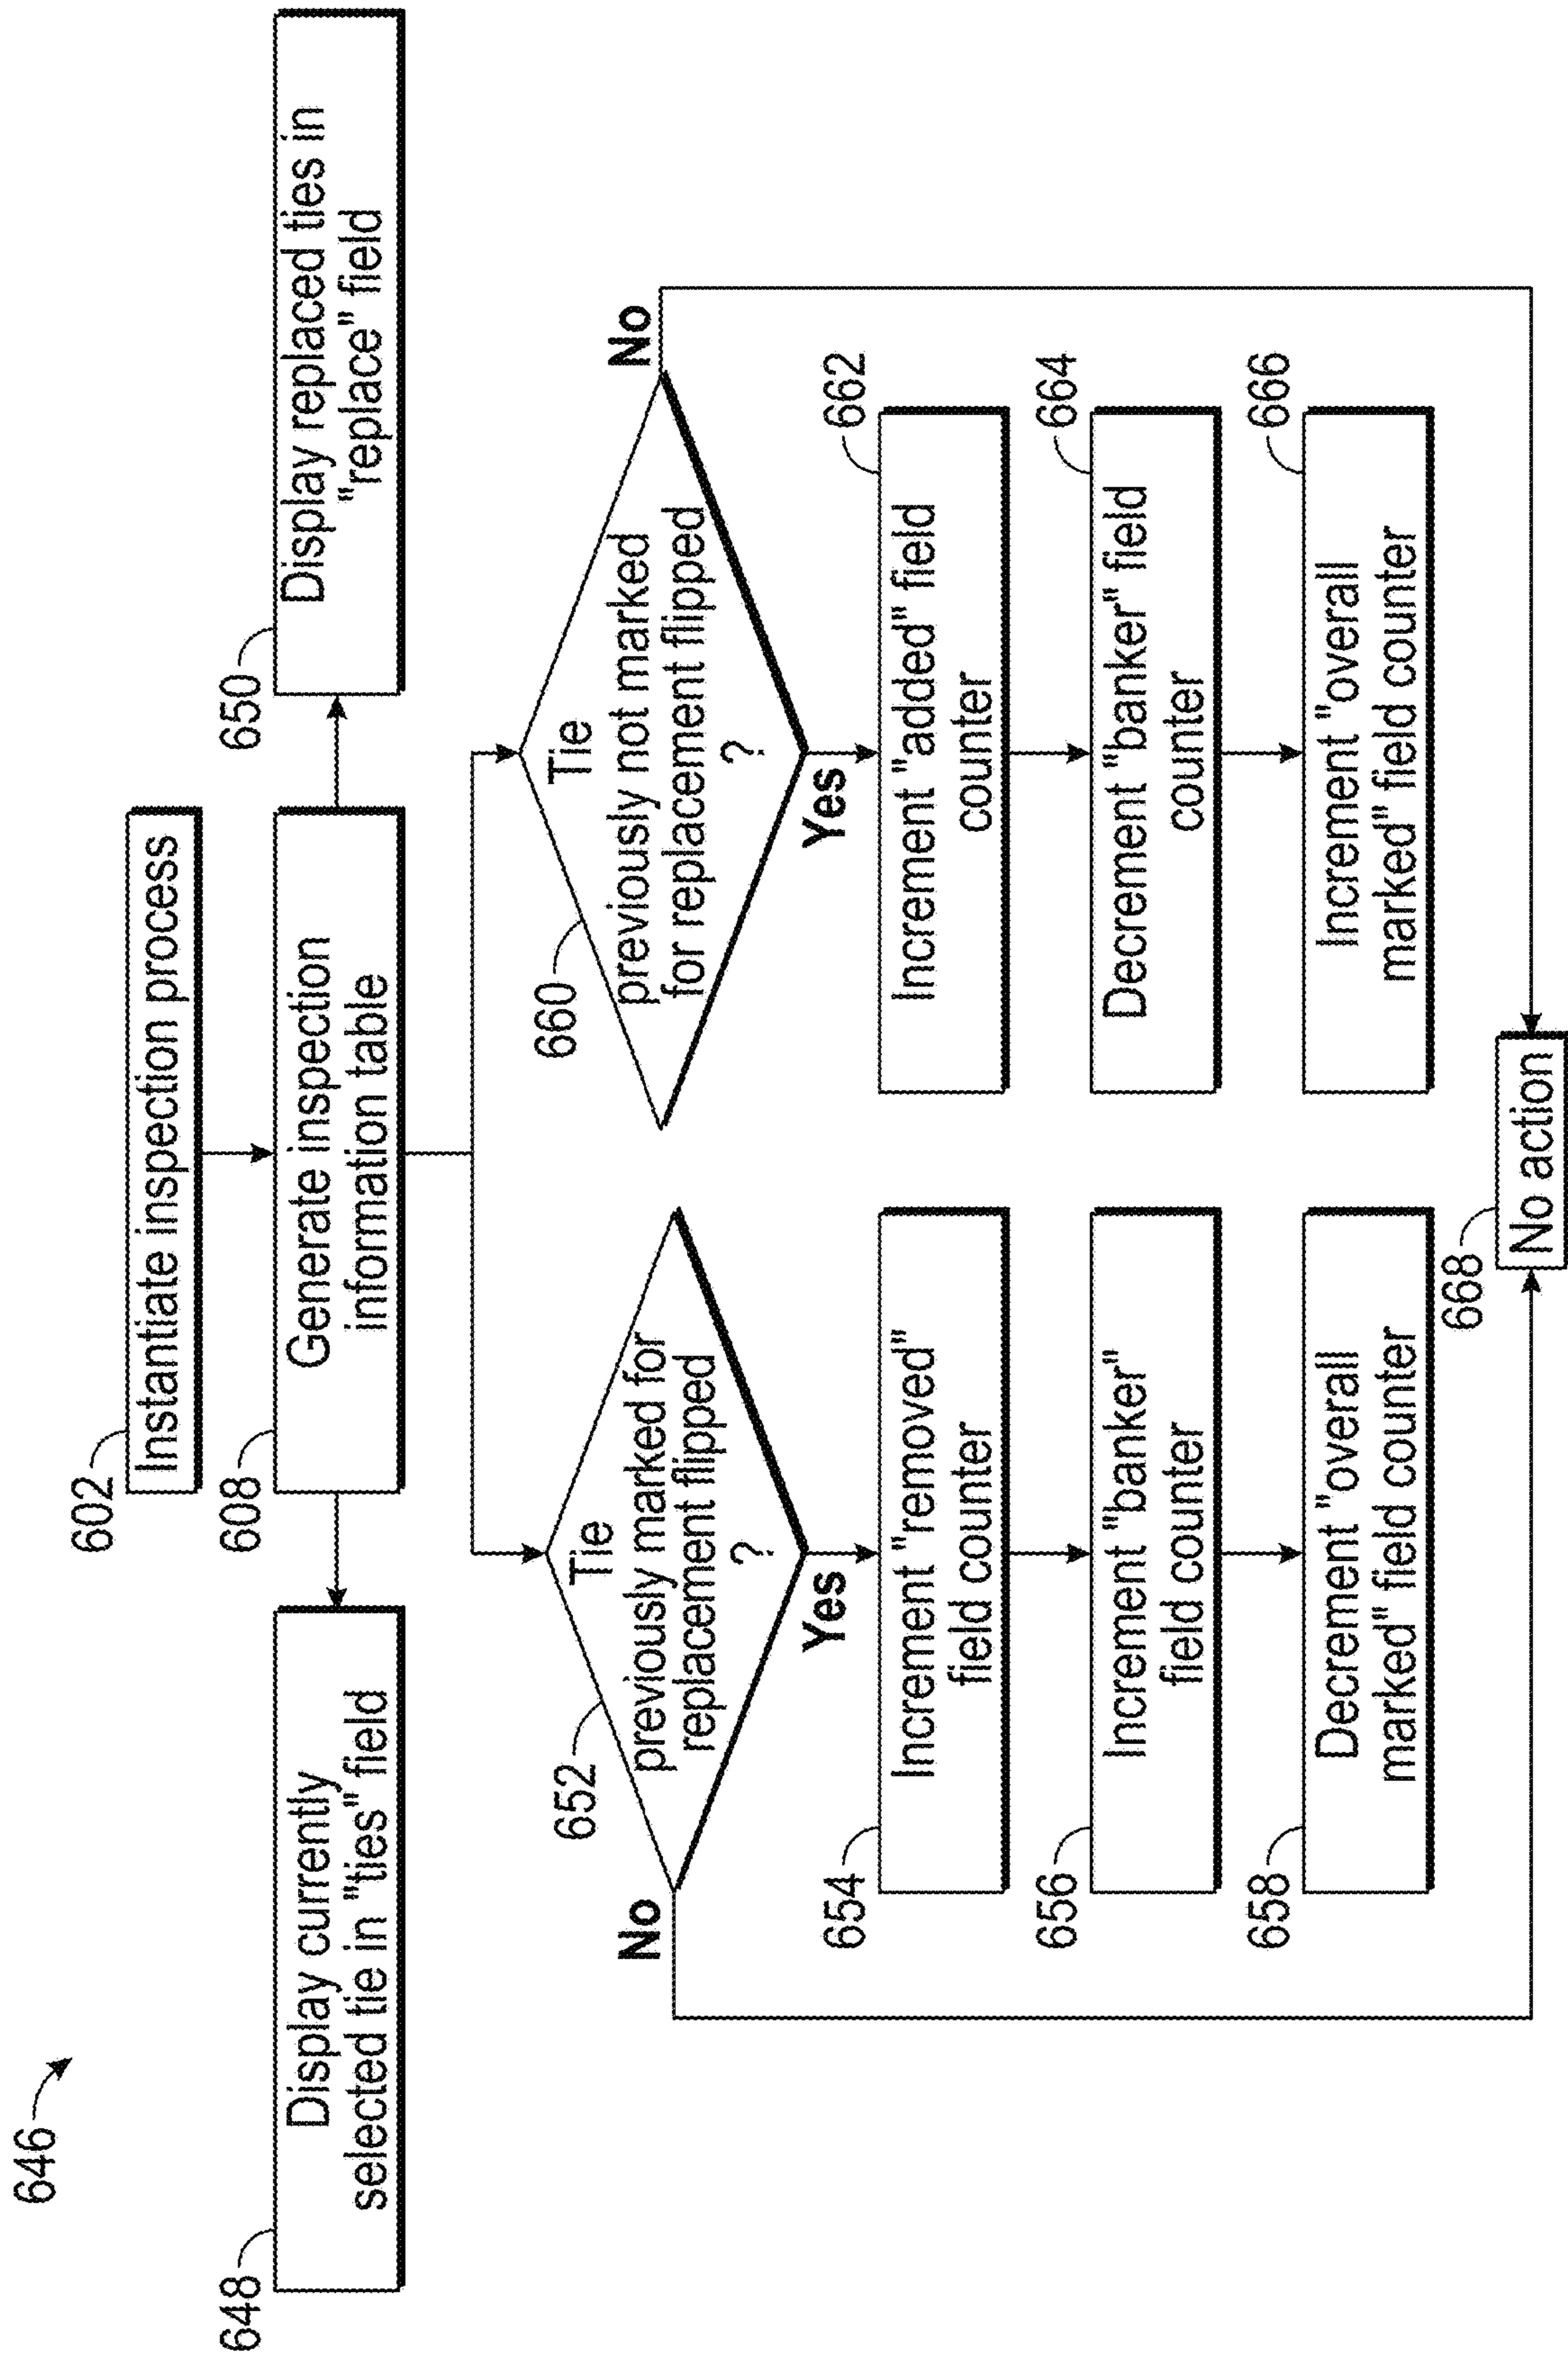 646
602
Instantiate inspection process
648
Display currently
selected tie in "ties" field
608
Generate inspection
information table
650
Display replaced ties in
"replace" field
652
Tie
previously marked for
replacement flipped
?
No
Yes
654
Increment "removed"
field counter
656
Increment "banker"
field counter
658
Decrement "overall
marked" field counter
660
Tie
previously not marked
for replacement flipped
?
No
Yes
662
Increment "added" field
counter
664
Decrement "banker" field
counter
666
Increment "overall
marked" field counter
668
No action